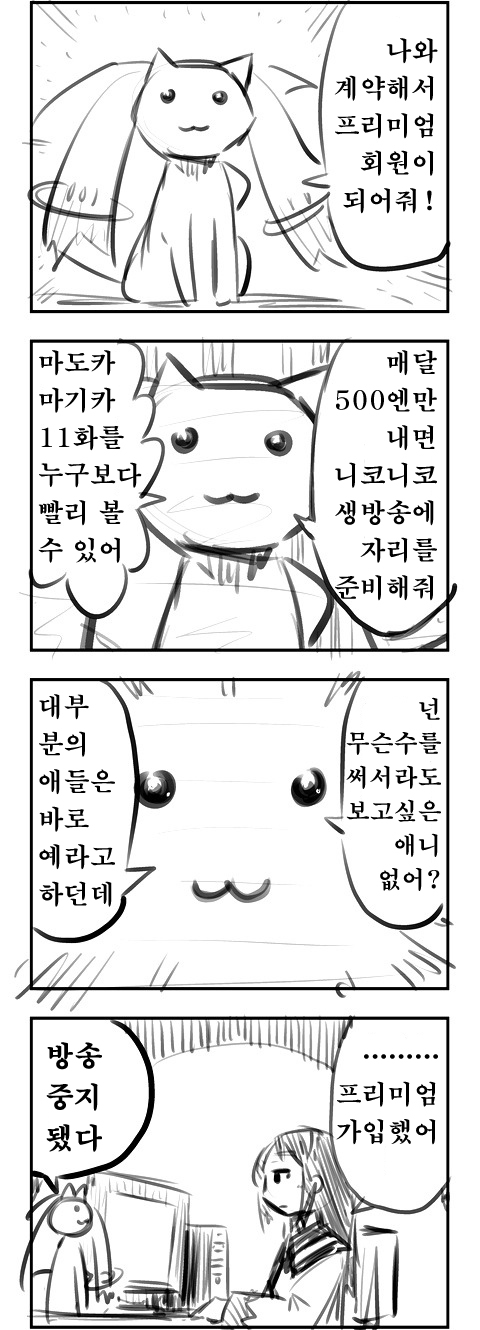 나와
계약해서
프리미엄
회원이
되어줘!
매달
500엔만
내면
니코니코
생방송에
자리를
준비해줘
마도카
마기카
11화를
누구보다
빨리 볼
수 있어
넌
무슨수를
써서라도
보고싶은
애니
없어?
대부
분의
애들은
바로
예라고
하던데
………
프리미엄
가입했어
방송
중지
됐다